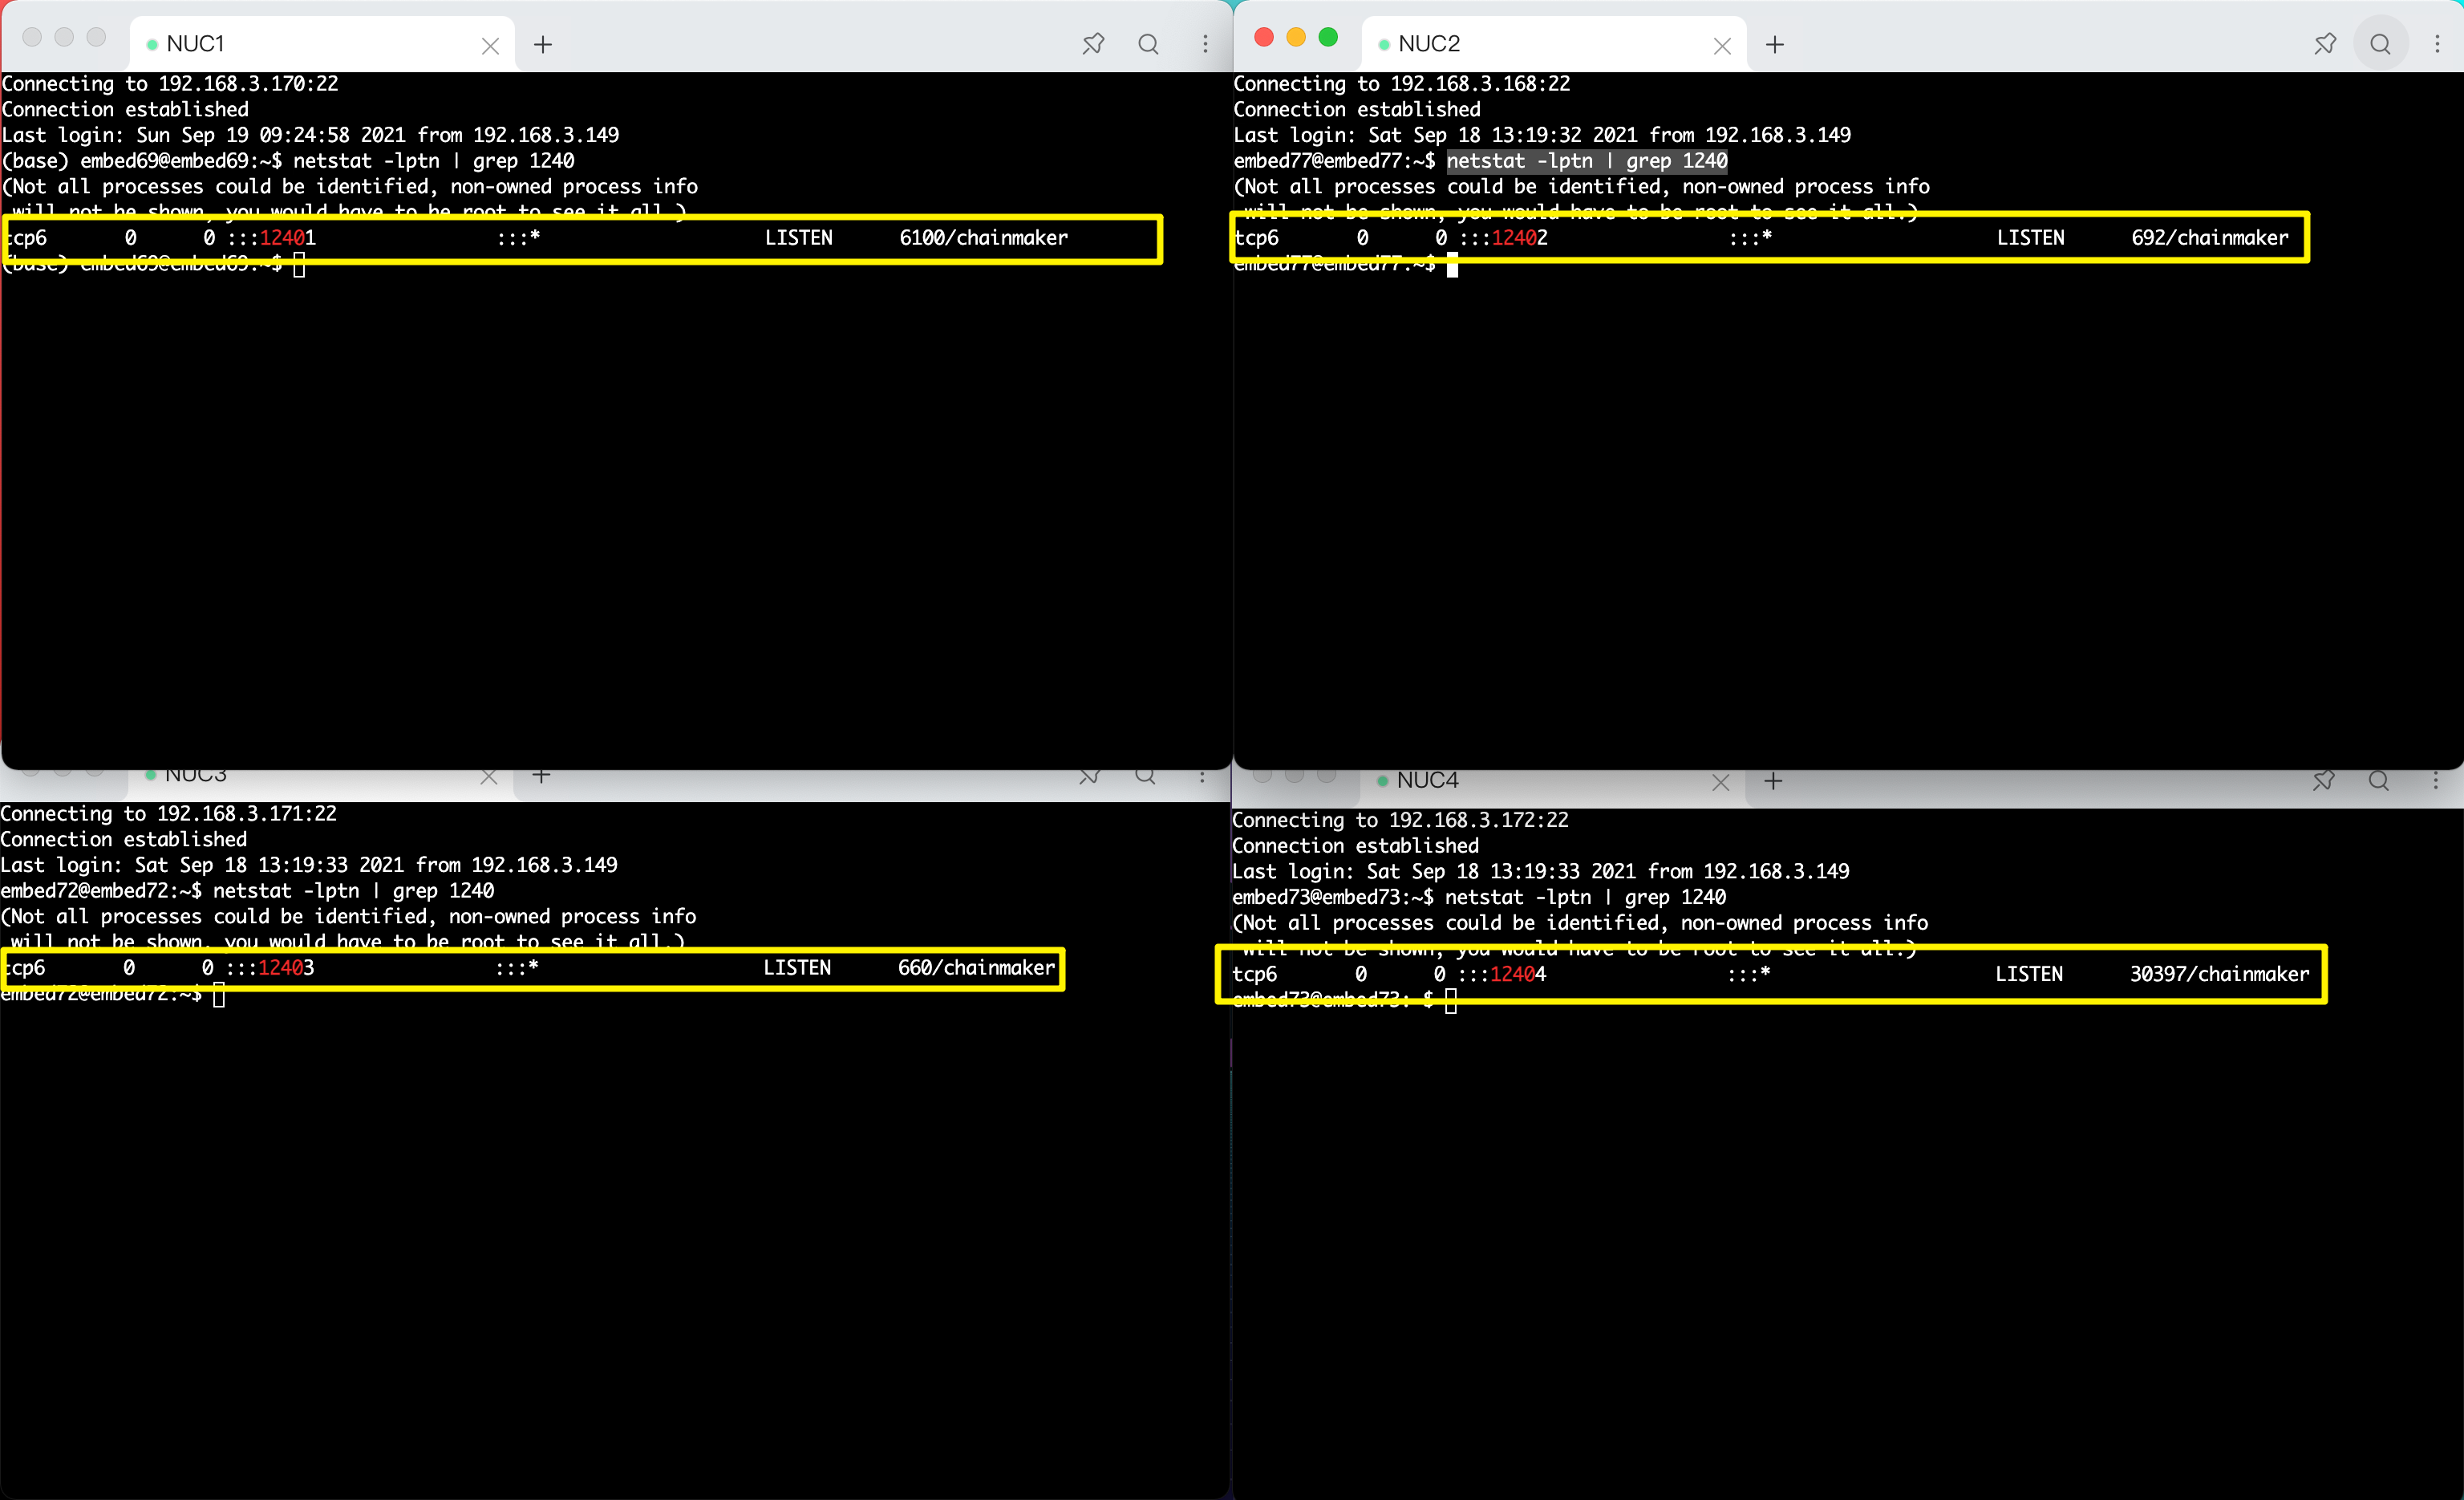 NUC1
Connecting to 192.168.3.170:22
Connection established
Last login: Sun Sep 19 09:24:58 2021 from 192.168.3.149
(base) embed69@embed69:~$ netstat -lptn | grep 1240
(Not all processes could be identified, non-owned process info
will not be shown, you would have to be root to see it all.)
tcp6 0 0 :::12401 :::* LISTEN 6100/chainmaker
(base) embed69@embed69:~$
NUC2
Connecting to 192.168.3.168:22
Connection established
Last login: Sat Sep 18 13:19:32 2021 from 192.168.3.149
embed77@embed77:~$ netstat -lptn | grep 1240
(Not all processes could be identified, non-owned process info
will not be shown, you would have to be root to see it all.)
tcp6 0 0 :::12402 :::* LISTEN 692/chainmaker
embed77@embed77:~$
NUC3
Connecting to 192.168.3.171:22
Connection established
Last login: Sat Sep 18 13:19:33 2021 from 192.168.3.149
embed72@embed72:~$ netstat -lptn | grep 1240
(Not all processes could be identified, non-owned process info
will not be shown, you would have to be root to see it all.)
tcp6 0 0 :::12403 :::* LISTEN 660/chainmaker
embed72@embed72:~$
NUC4
Connecting to 192.168.3.172:22
Connection established
Last login: Sat Sep 18 13:19:33 2021 from 192.168.3.149
embed73@embed73:~$ netstat -lptn | grep 1240
(Not all processes could be identified, non-owned process info
will not be shown, you would have to be root to see it all.)
tcp6 0 0 :::12404 :::* LISTEN 30397/chainmaker
embed73@embed73:~$